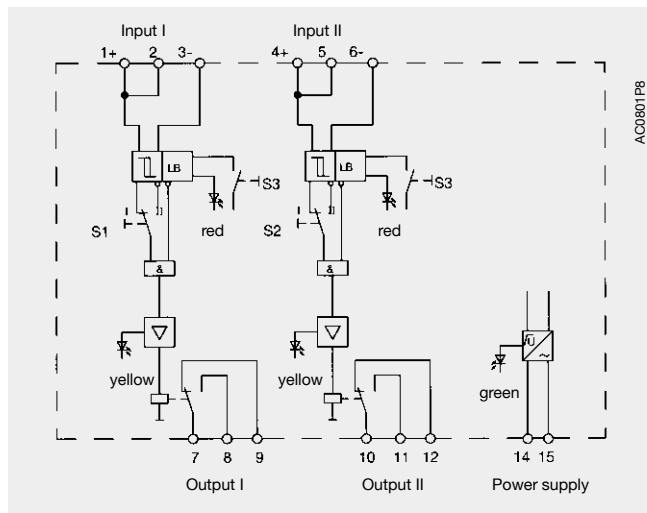 Input I Input II
1+ 2 3- 4+ 5 6-
AC0801P8
LB LB
S3 S3
S1 red S2 red
& &
yellow yellow green
U
~
7 8 9 10 11 12 14 15
Output I Output II Power supply